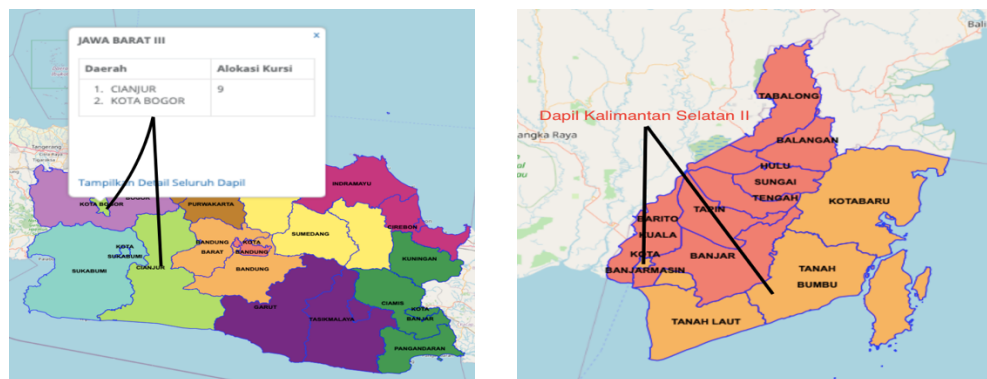 JAWA BARAT III
×
Daerah Alokasi Kursi
1. CIANJUR 9
2. KOTA BOGOR
Tampilkan Detail Seluruh Dapil
Tangerang
KOTA BOGOR
BOGOR
PURWAKARTA
INDRAMAYU
CIREBON
SUMEDANG
KUNINGAN
KOTA
SUKABUMI
SUKABUMI
CIANJUR
BANDUNG
BARAT
KOTA
BANDUNG
BANDUNG
GARUT
TASIKMALAYA
CIAMIS
KOTA
BANJAR
PANGANDARAN
Bali
Dapil Kalimantan Selatan II
angka Raya
TABALONG
BALANGAN
HULU
SUNGAI
TENGAH
KOTABARU
TAPIN
BARITO
KUALA
KOTA
BANJARMASIN
BANJAR
TANAH
BUMBU
TANAH LAUT